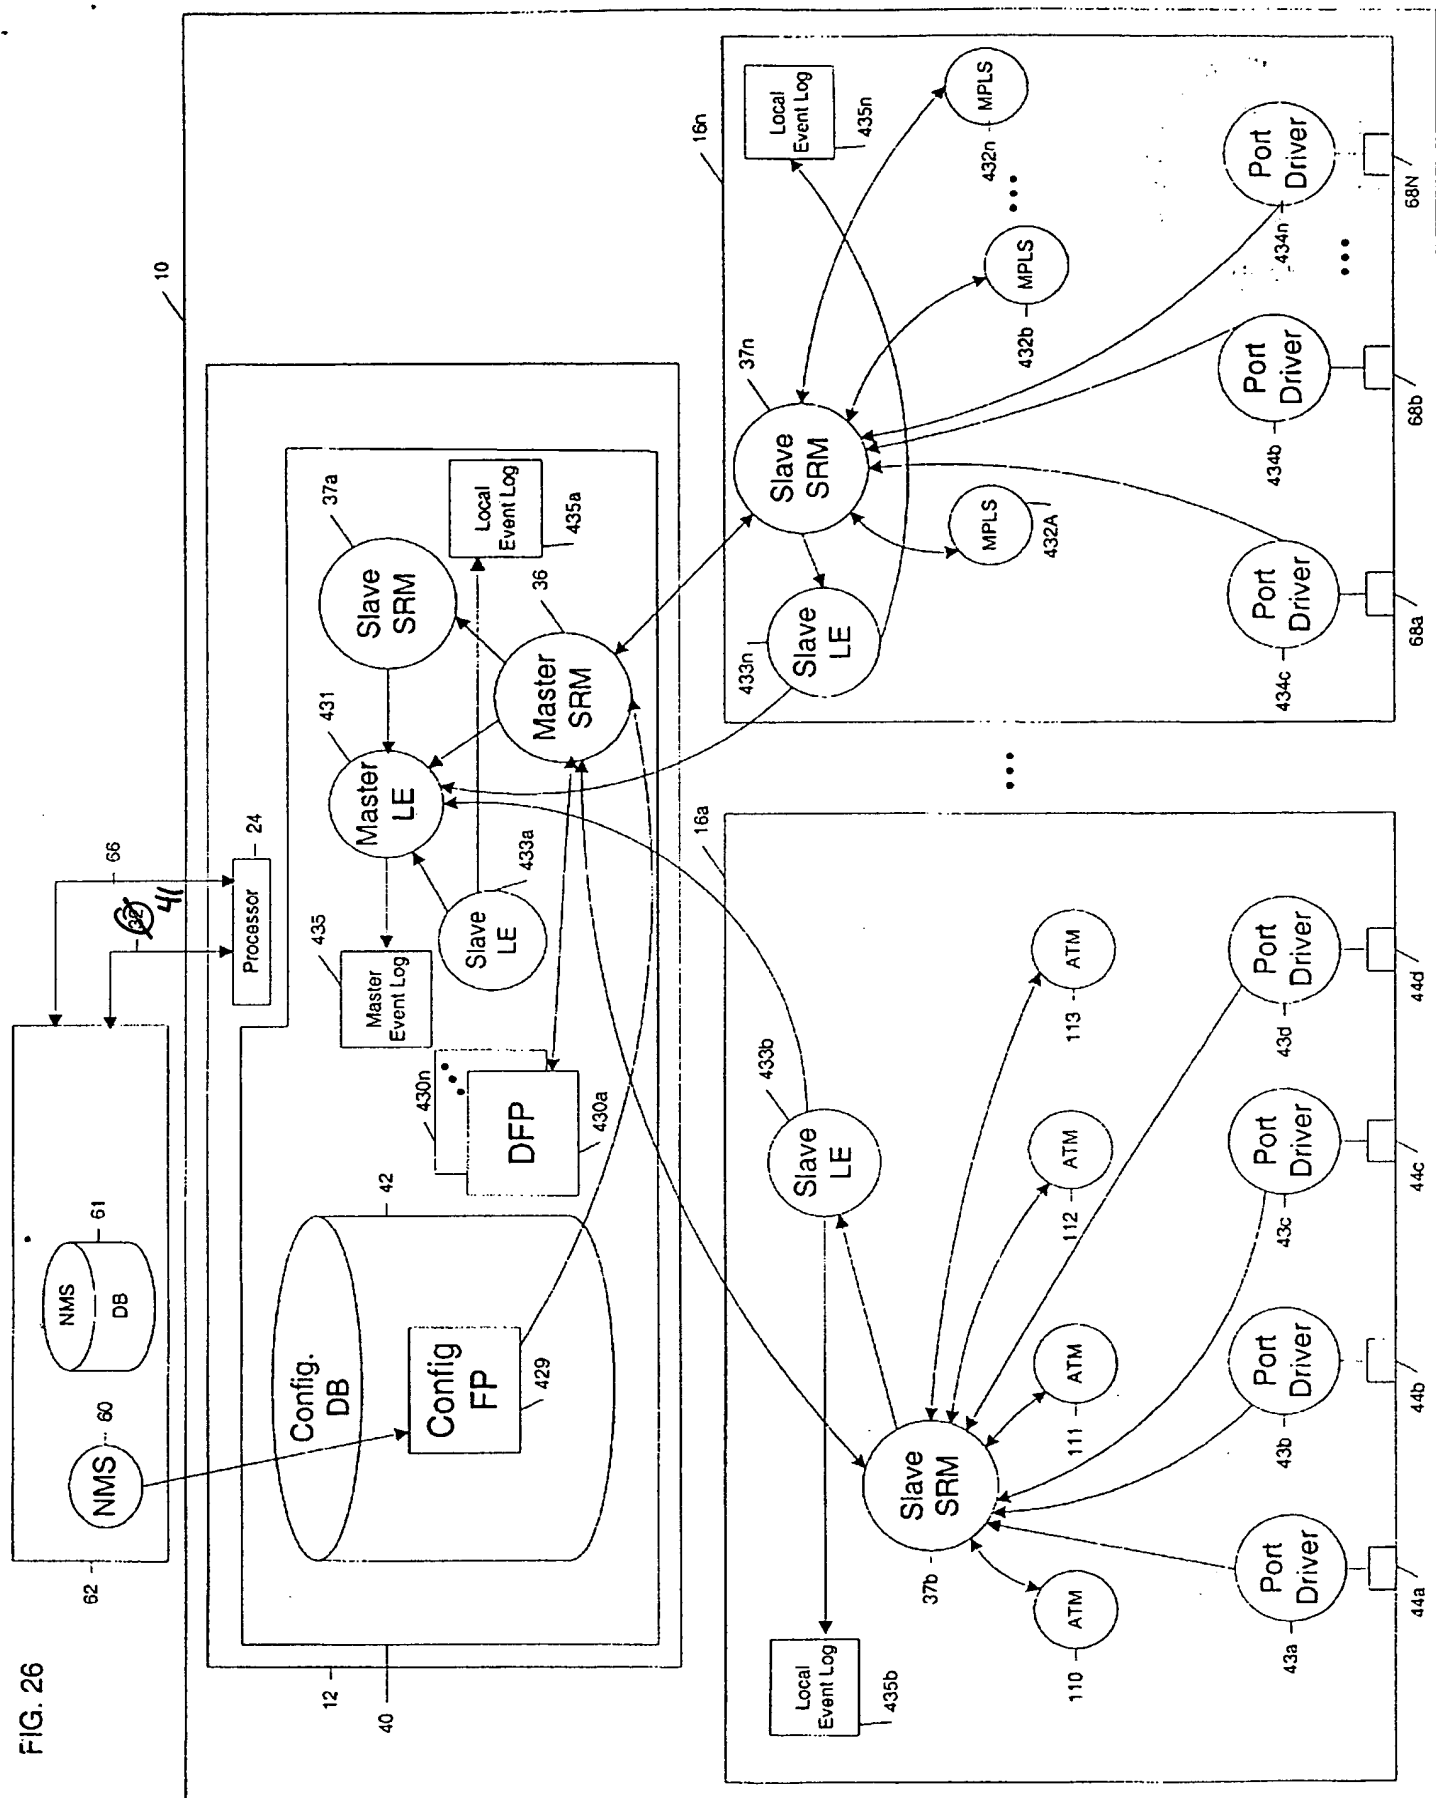 FIG. 26
62
NMS
60
NMS
DB
61
32
41
66
10
12
40
Processor
24
Config.
DB
42
Config
FP
429
DFP
430n
430a
Master
Event Log
435
Master
LE
431
Slave
LE
433a
Slave
SRM
37a
Master
SRM
36
Local
Event Log
435a
16a
Local
Event Log
435b
Slave
LE
433b
Slave
SRM
37b
ATM
110
ATM
111
ATM
112
ATM
113
Port
Driver
43a
Port
Driver
43b
Port
Driver
43c
Port
Driver
43d
44a
44b
44c
44d
16n
Slave
LE
433n
Slave
SRM
37n
Local
Event Log
435n
MPLS
432A
MPLS
432b
MPLS
432n
Port
Driver
434c
Port
Driver
434b
Port
Driver
434n
68a
68b
68N